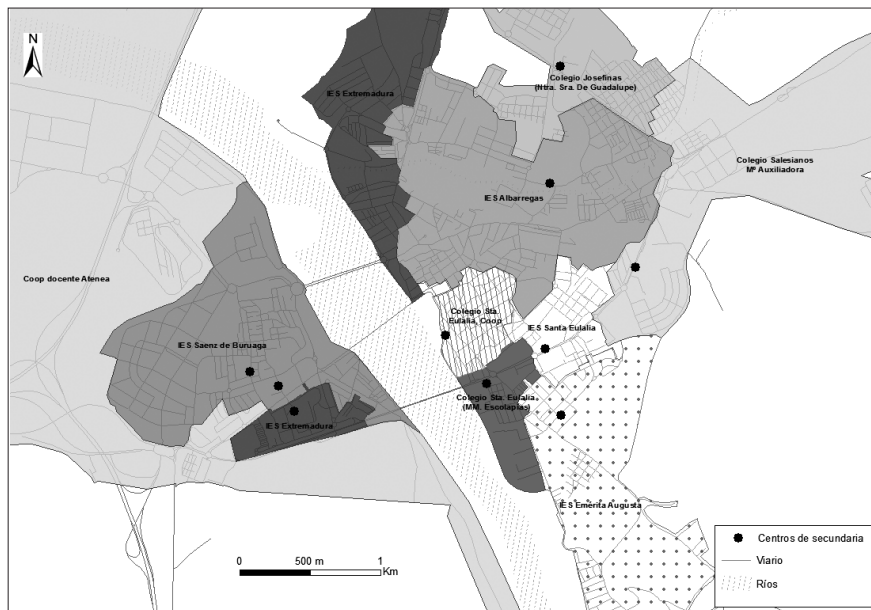 N
IES Extremadura
Colegio Josefinas
(Ntra. Sra. De Guadalupe)
Colegio Salesianos
Mª Auxiliadora
IES Albarregas
Coop docente Atenea
Colegio Sta.
Eulalia, Coop
IES Santa Eulalia
IES Saenz de Buruaga
Colegio Sta. Eulalia
(MM. Escolapias)
IES Extremadura
IES Emerita Augusta
0 500 m 1
Km
Centros de secundaria
Viario
Ríos